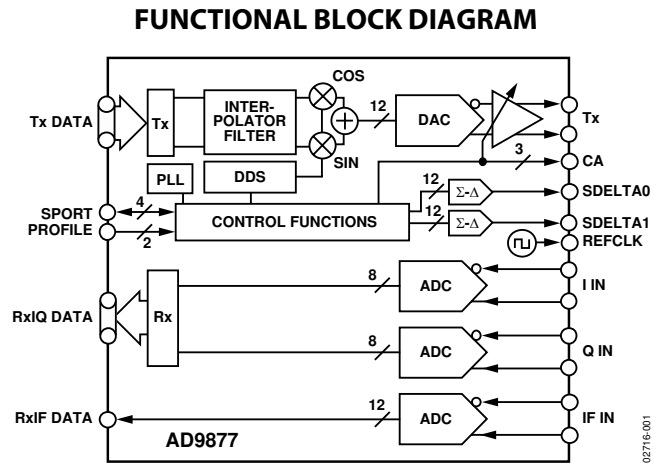 FUNCTIONAL BLOCK DIAGRAM
COS
Tx DATA
Tx
INTER-
POLATOR
FILTER
12
DAC
Tx
SIN
3
CA
PLL
DDS
12
Σ-Δ
SDELTA0
SPORT
4
CONTROL FUNCTIONS
12
Σ-Δ
SDELTA1
PROFILE
2
REFCLK
8
ADC
I IN
RxIQ DATA
Rx
8
ADC
Q IN
RxIF DATA
12
ADC
IF IN
AD9877
02716-001